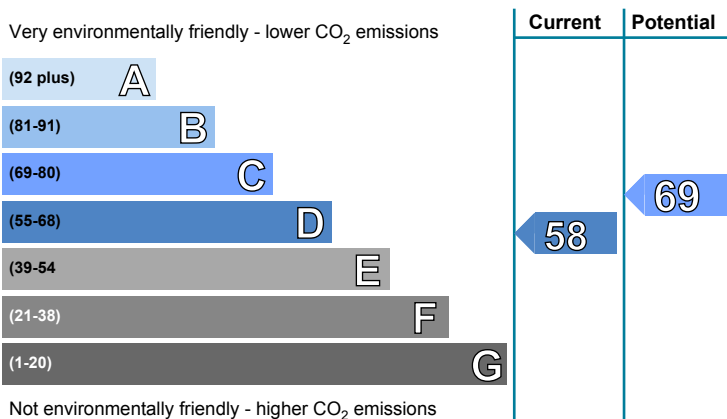 Very environmentally friendly - lower CO₂ emissions
Current Potential
(92 plus) A
(81-91) B
(69-80) C
(55-68) D
(39-54 E
(21-38) F
(1-20) G
69
58
Not environmentally friendly - higher CO₂ emissions